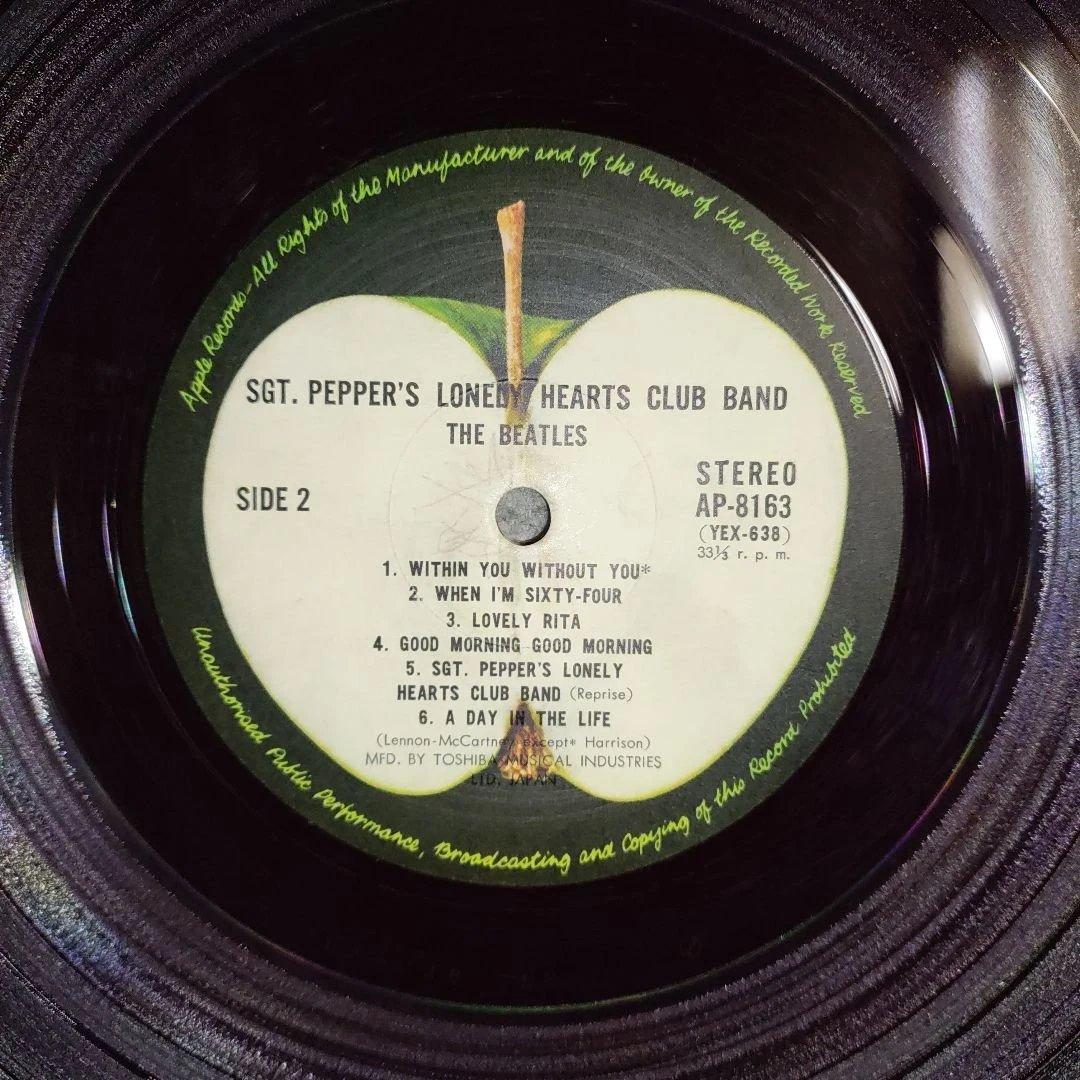 Apple Records-All Rights of the Manufacturer and of the Owner of the Recorded Work Reserved
SGT. PEPPER'S LONELY HEARTS CLUB BAND
THE BEATLES
SIDE 2
STEREO
AP-8163
(YEX-638)
33⅓ r. p. m.
1. WITHIN YOU WITHOUT YOU*
2. WHEN I'M SIXTY-FOUR
3. LOVELY RITA
4. GOOD MORNING GOOD MORNING
5. SGT. PEPPER'S LONELY
HEARTS CLUB BAND (Reprise)
6. A DAY IN THE LIFE
(Lennon-McCartney except* Harrison)
MFD. BY TOSHIBA MUSICAL INDUSTRIES
LTD. JAPAN
Unauthorised Public Performance, Broadcasting and Copying of this Record Prohibited